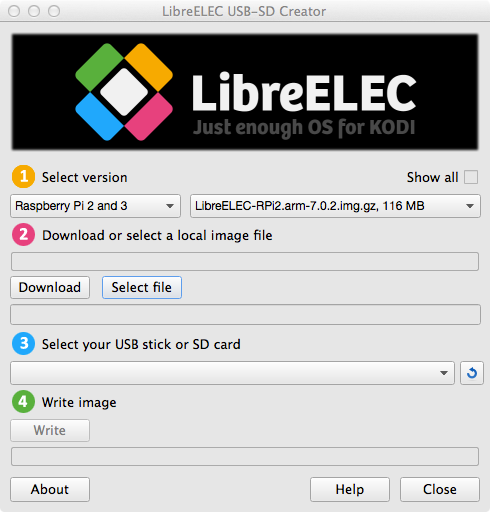 LibreELEC USB-SD Creator
LibreELEC
Just enough OS for KODI
1 Select version
Show all
Raspberry Pi 2 and 3
LibreELEC-RPi2.arm-7.0.2.img.gz, 116 MB
2 Download or select a local image file
Download
Select file
3 Select your USB stick or SD card
4 Write image
Write
About
Help
Close